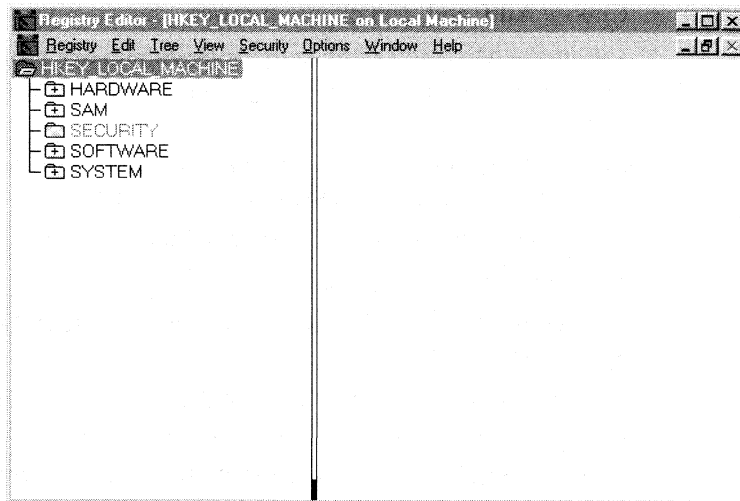 Registry Editor - [HKEY_LOCAL_MACHINE on Local Machine]
Registry Edit Tree View Security Options Window Help
HKEY_LOCAL_MACHINE
HARDWARE
SAM
SECURITY
SOFTWARE
SYSTEM